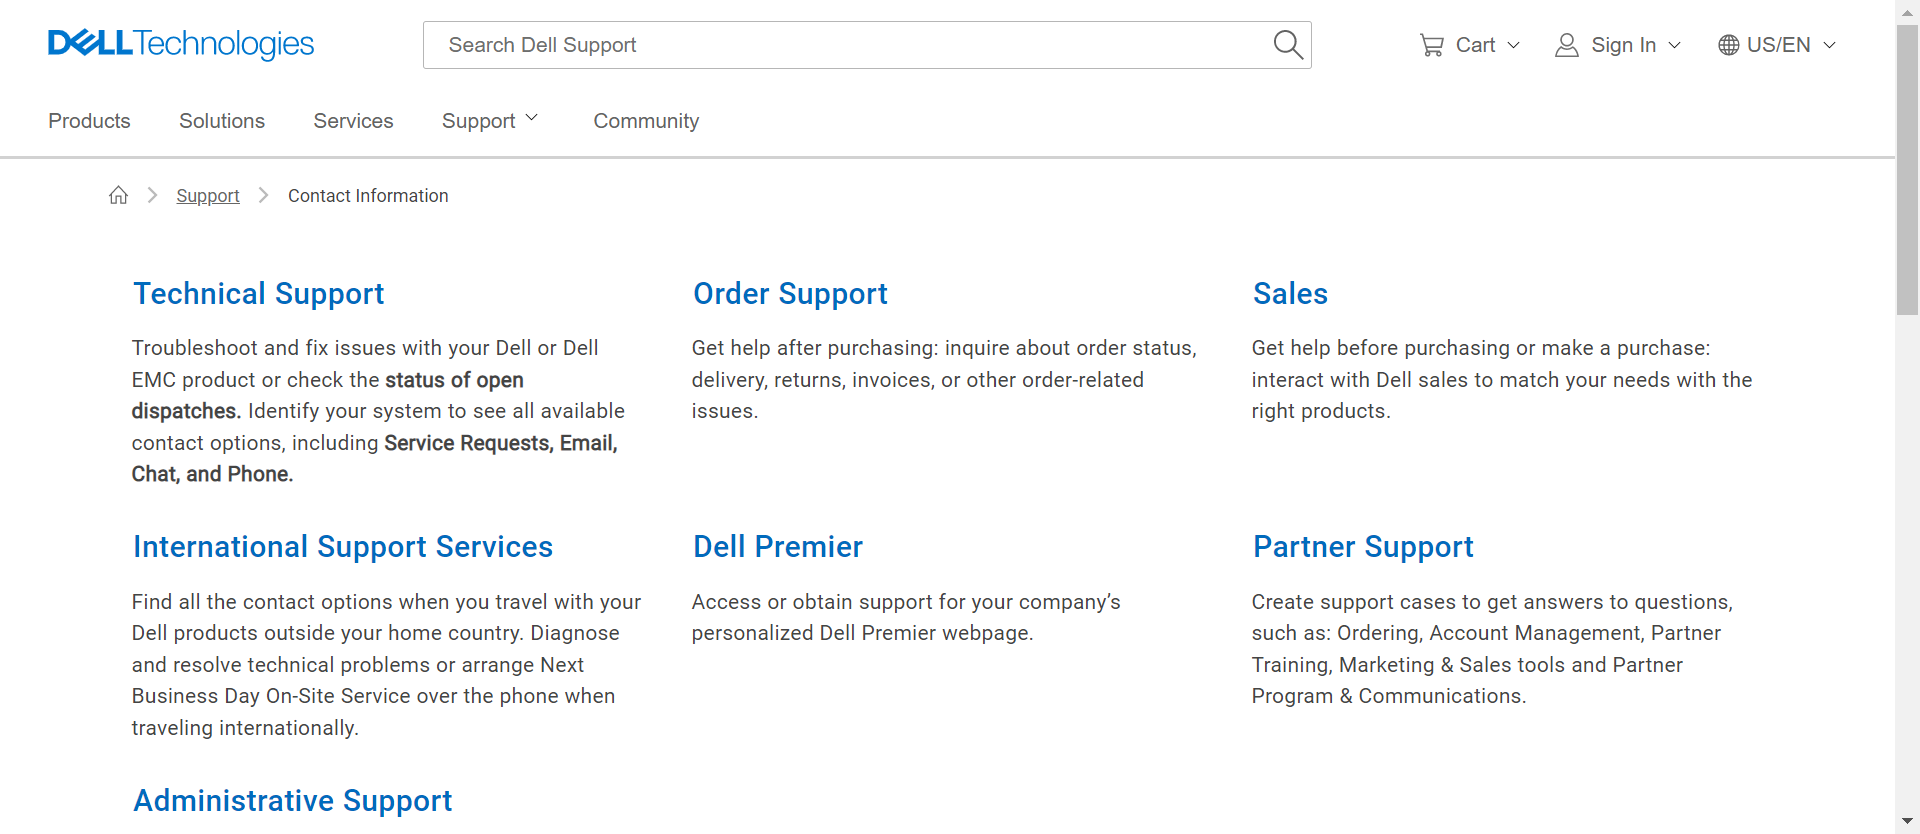 DELL Technologies
Search Dell Support
Cart
Sign In
US/EN
Products
Solutions
Services
Support
Community
Support
Contact Information
Technical Support
Troubleshoot and fix issues with your Dell or Dell
EMC product or check the status of open
dispatches. Identify your system to see all available
contact options, including Service Requests, Email,
Chat, and Phone.
Order Support
Get help after purchasing: inquire about order status,
delivery, returns, invoices, or other order-related
issues.
Sales
Get help before purchasing or make a purchase:
interact with Dell sales to match your needs with the
right products.
International Support Services
Find all the contact options when you travel with your
Dell products outside your home country. Diagnose
and resolve technical problems or arrange Next
Business Day On-Site Service over the phone when
traveling internationally.
Dell Premier
Access or obtain support for your company’s
personalized Dell Premier webpage.
Partner Support
Create support cases to get answers to questions,
such as: Ordering, Account Management, Partner
Training, Marketing & Sales tools and Partner
Program & Communications.
Administrative Support